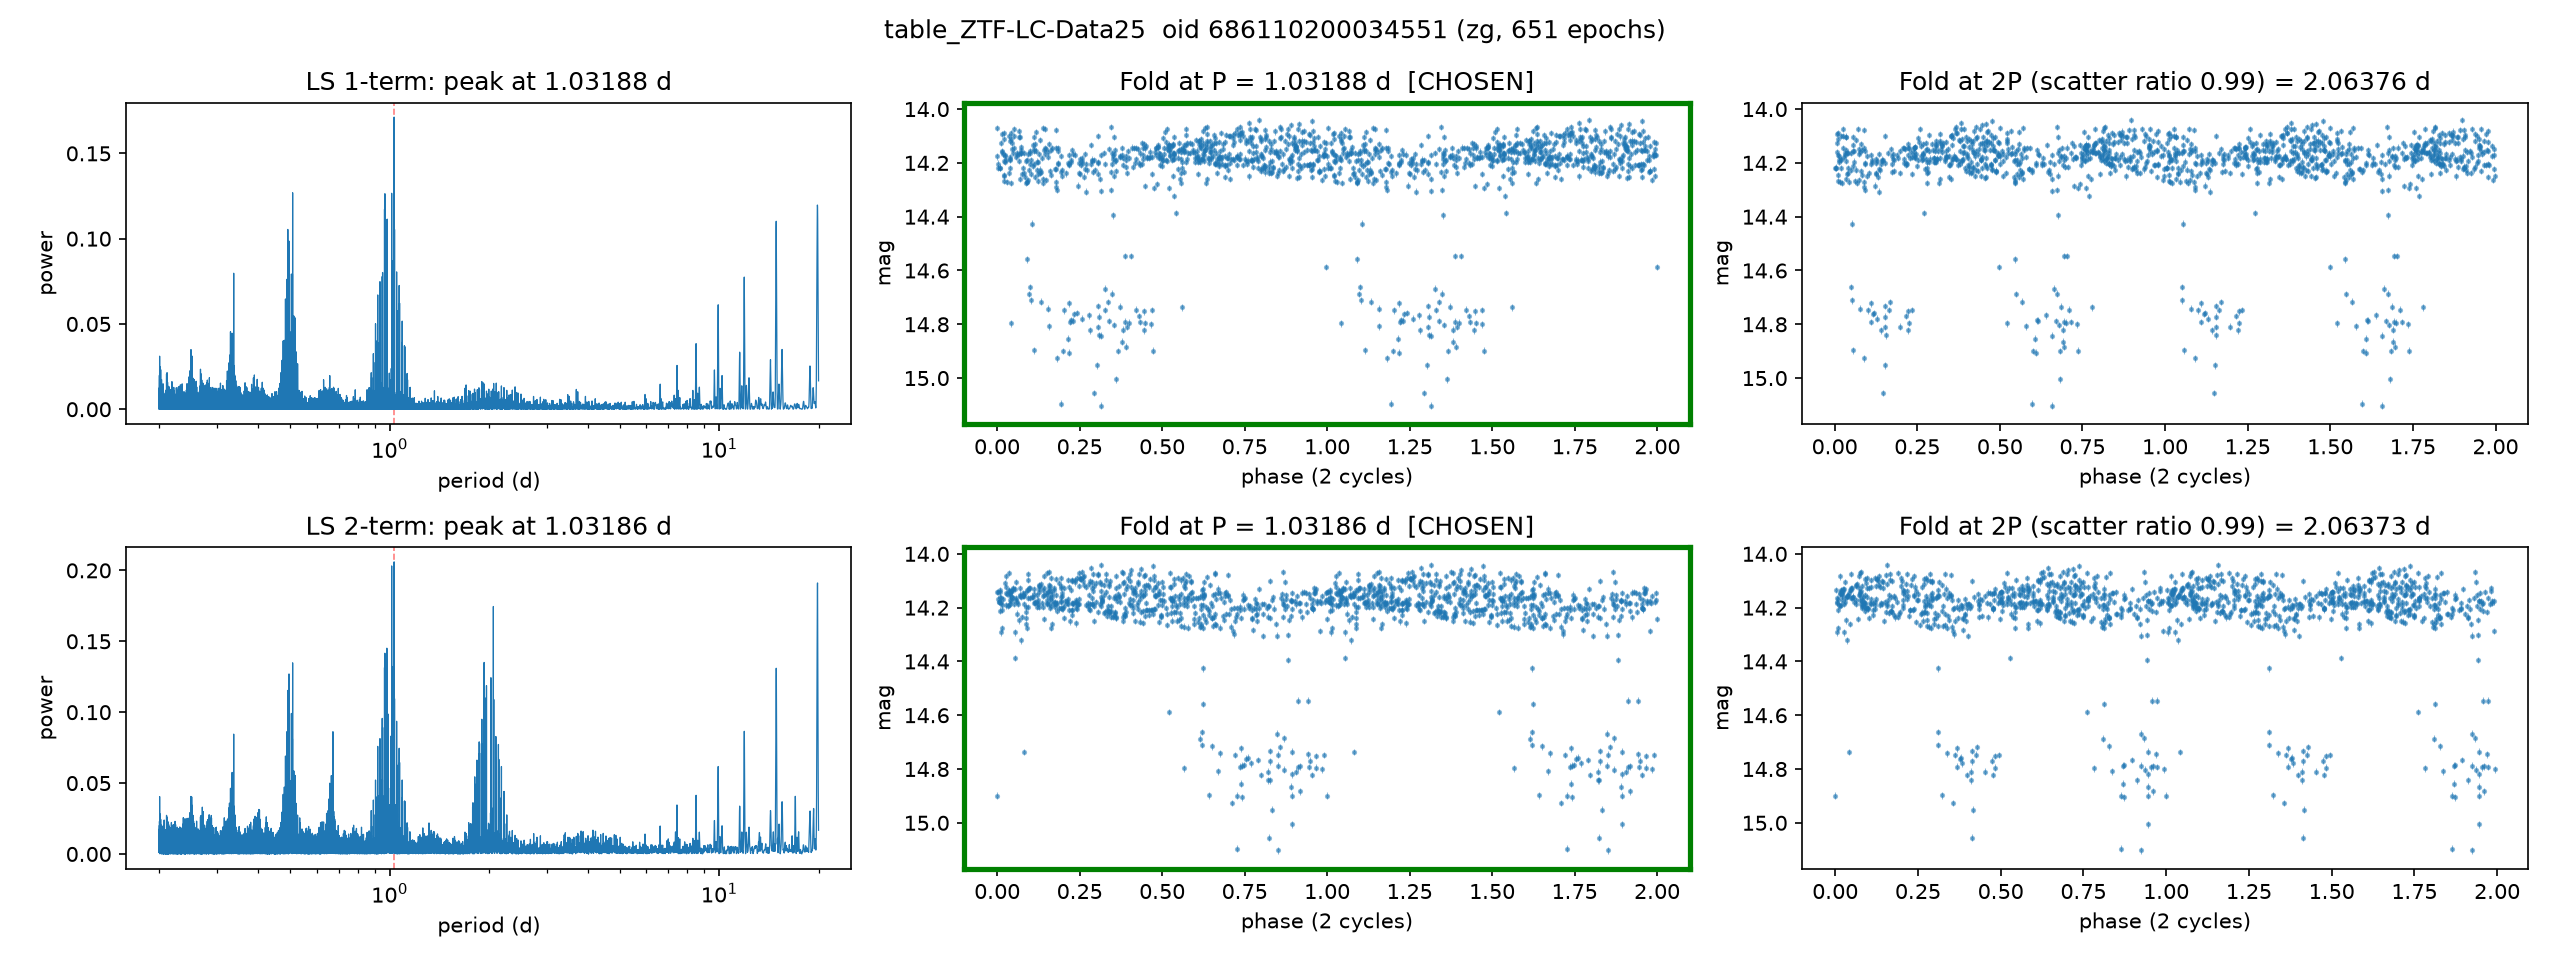 table_ZTF-LC-Data25  oid 686110200034551 (zg, 651 epochs)
LS 1-term: peak at 1.03188 d
Fold at P = 1.03188 d  [CHOSEN]
Fold at 2P (scatter ratio 0.99) = 2.06376 d
power
0.15
0.10
0.05
0.00
10⁰
10¹
period (d)
mag
14.0
14.2
14.4
14.6
14.8
15.0
0.00 0.25 0.50 0.75 1.00 1.25 1.50 1.75 2.00
phase (2 cycles)
mag
14.0
14.2
14.4
14.6
14.8
15.0
0.00 0.25 0.50 0.75 1.00 1.25 1.50 1.75 2.00
phase (2 cycles)
LS 2-term: peak at 1.03186 d
Fold at P = 1.03186 d  [CHOSEN]
Fold at 2P (scatter ratio 0.99) = 2.06373 d
power
0.20
0.15
0.10
0.05
0.00
10⁰
10¹
period (d)
mag
14.0
14.2
14.4
14.6
14.8
15.0
0.00 0.25 0.50 0.75 1.00 1.25 1.50 1.75 2.00
phase (2 cycles)
mag
14.0
14.2
14.4
14.6
14.8
15.0
0.00 0.25 0.50 0.75 1.00 1.25 1.50 1.75 2.00
phase (2 cycles)